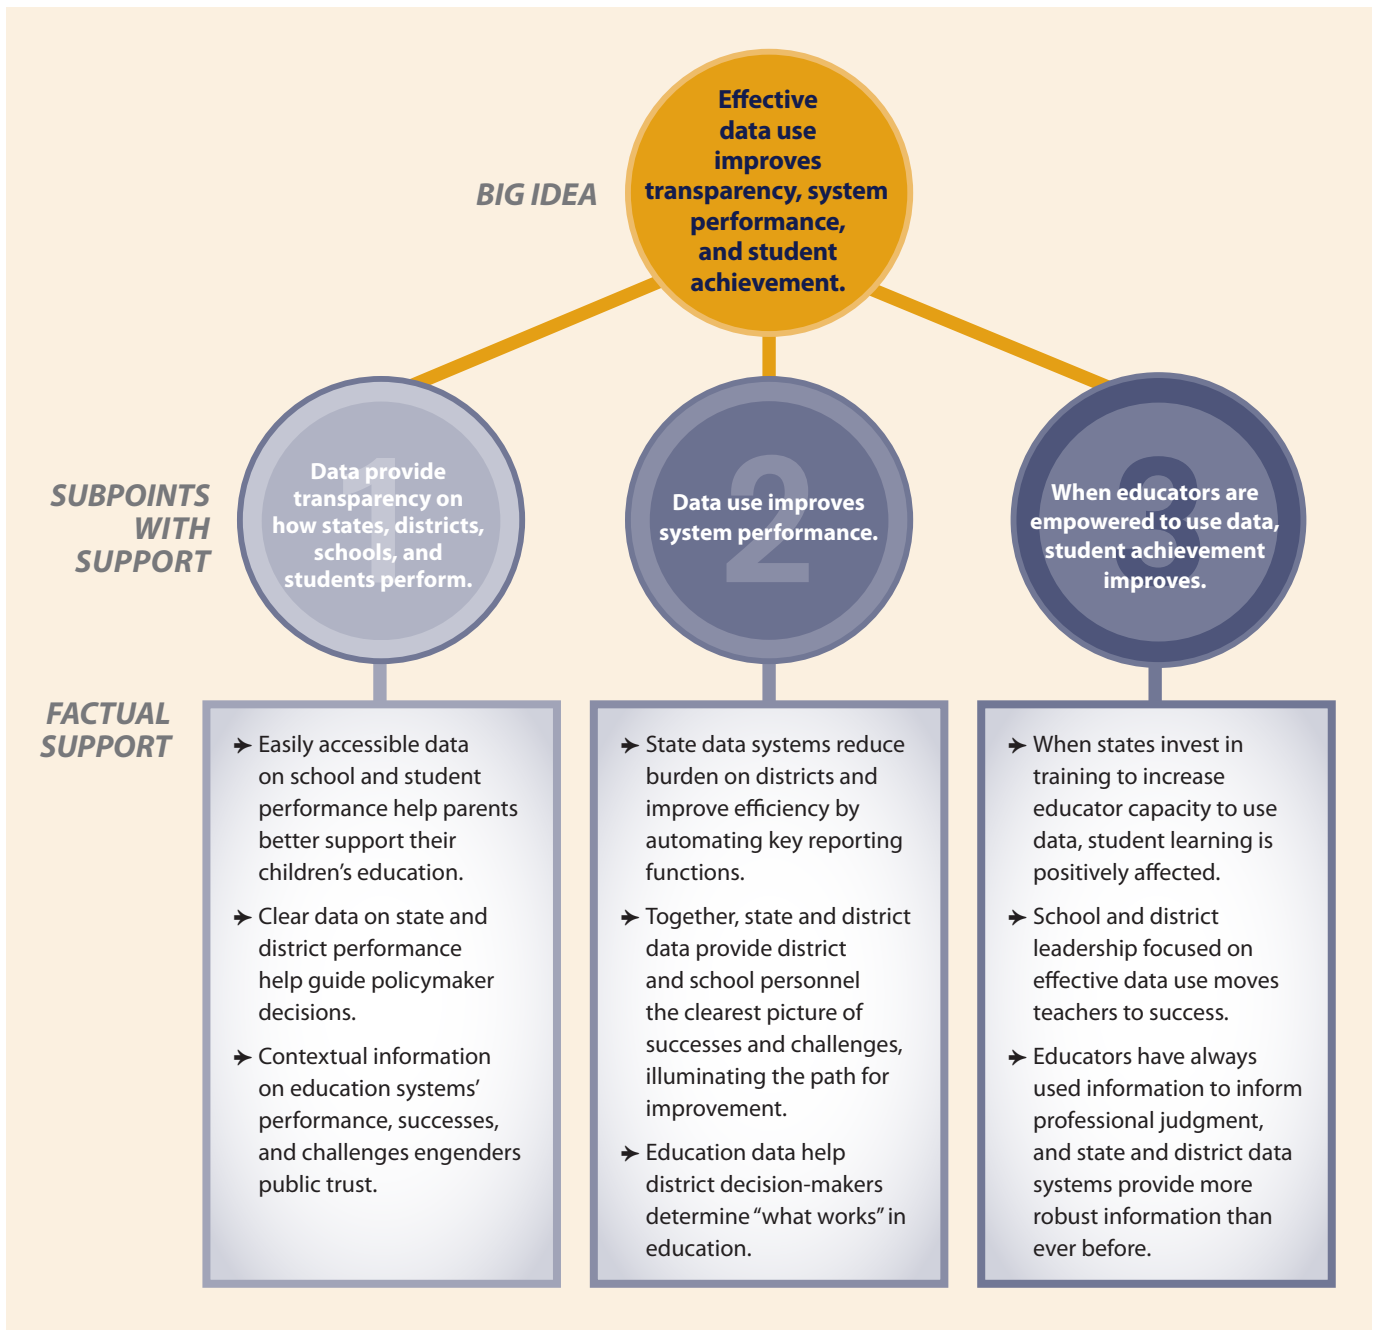 Effective
data use
improves
transparency, system
performance,
and student
achievement.
BIG IDEA
SUBPOINTS
WITH
SUPPORT
1
Data provide
transparency on
how states, districts,
schools, and
students perform.
2
Data use improves
system performance.
3
When educators are
empowered to use data,
student achievement
improves.
FACTUAL
SUPPORT
➔ Easily accessible data
on school and student
performance help parents
better support their
children’s education.
➔ Clear data on state and
district performance
help guide policymaker
decisions.
➔ Contextual information
on education systems’
performance, successes,
and challenges engenders
public trust.
➔ State data systems reduce
burden on districts and
improve efficiency by
automating key reporting
functions.
➔ Together, state and district
data provide district
and school personnel
the clearest picture of
successes and challenges,
illuminating the path for
improvement.
➔ Education data help
district decision-makers
determine “what works” in
education.
➔ When states invest in
training to increase
educator capacity to use
data, student learning is
positively affected.
➔ School and district
leadership focused on
effective data use moves
teachers to success.
➔ Educators have always
used information to inform
professional judgment,
and state and district data
systems provide more
robust information than
ever before.